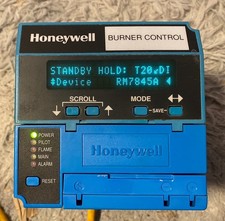 Honeywell
BURNER CONTROL
STANDBY HOLD: T20 DI
‡Device RM7845A 4
SCROLL
MODE
SAVE
POWER
PILOT
FLAME
MAIN
ALARM
RESET
Honeywell